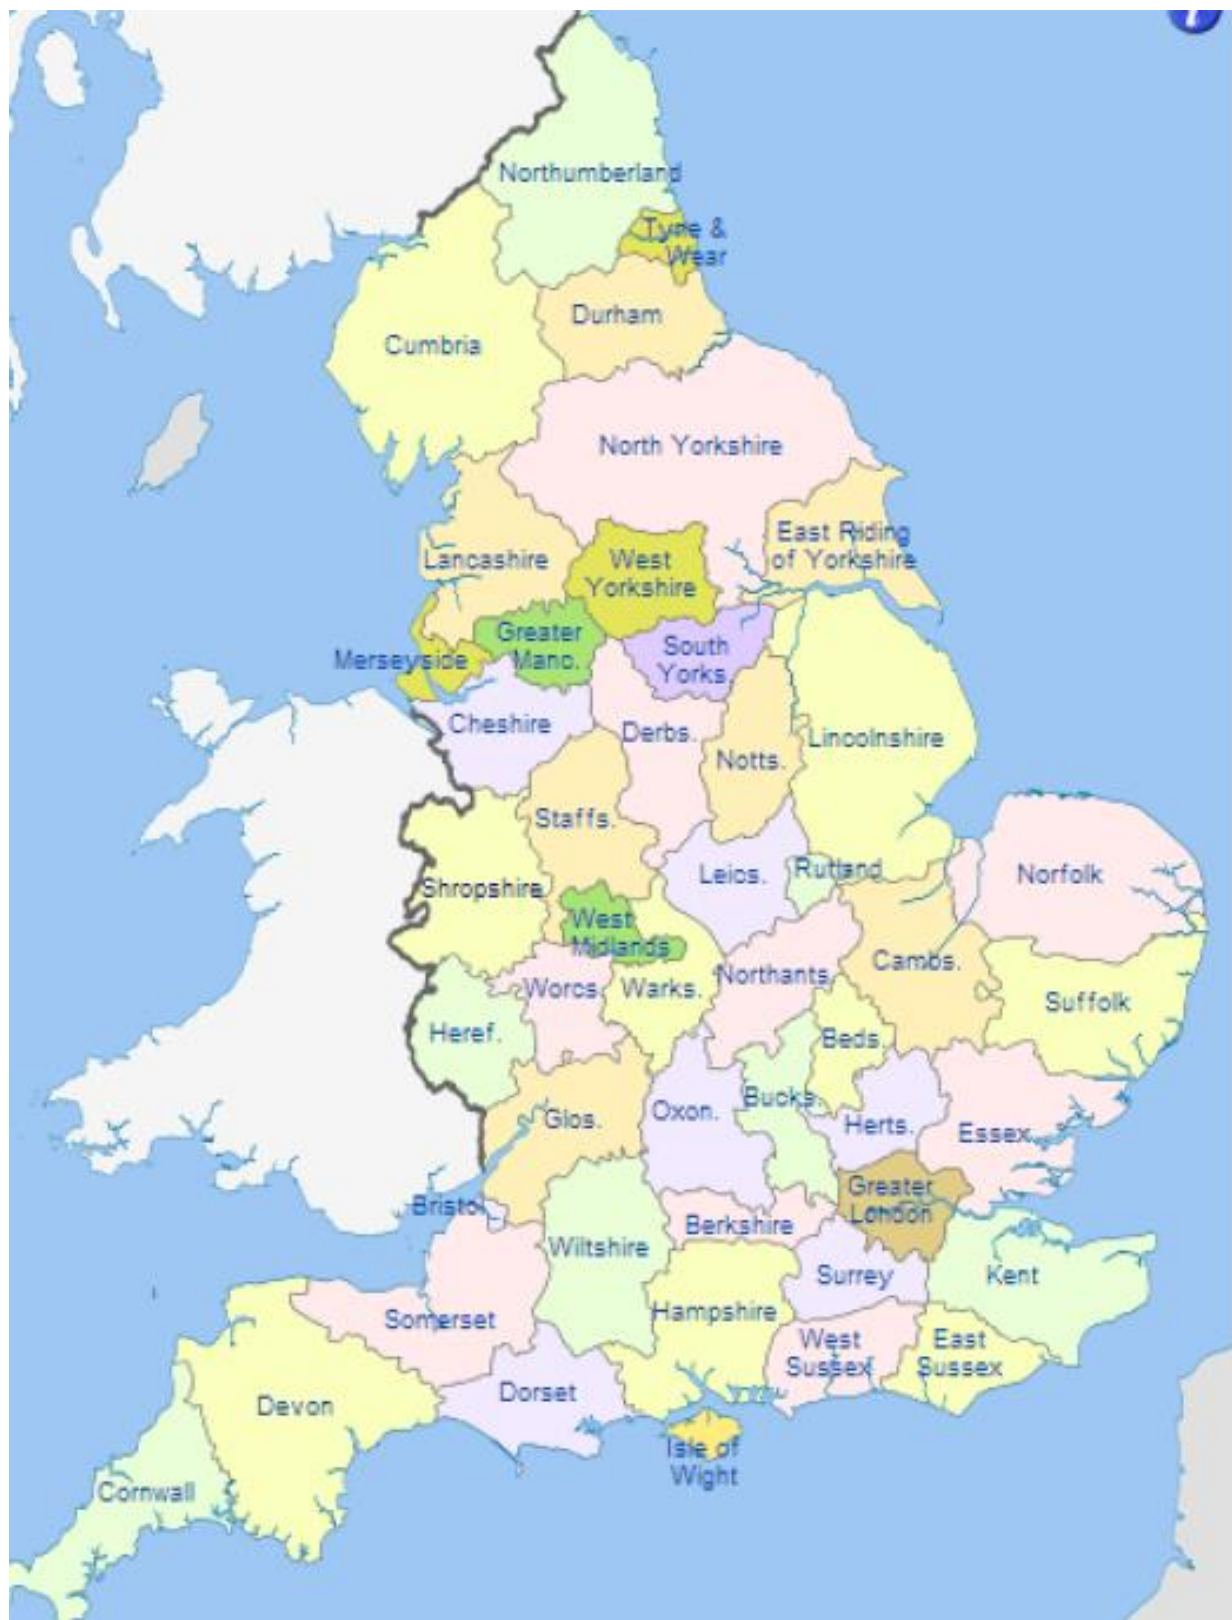 Northumberland
Tyne &
Wear
Durham
Cumbria
North Yorkshire
East Riding
of Yorkshire
Lancashire
West
Yorkshire
Greater
Manc.
Merseyside
South
Yorks.
Cheshire
Derbs.
Notts.
Lincolnshire
Staffs.
Shropshire
Leics.
Rutland
Norfolk
West
Midlands
Worcs.
Warks.
Northants.
Cambs.
Suffolk
Heref.
Beds.
Glos.
Oxon.
Bucks.
Herts.
Essex
Bristol
Greater
London
Berkshire
Wiltshire
Surrey
Kent
Somerset
Hampshire
West
Sussex
East
Sussex
Devon
Dorset
Isle of
Wight
Cornwall